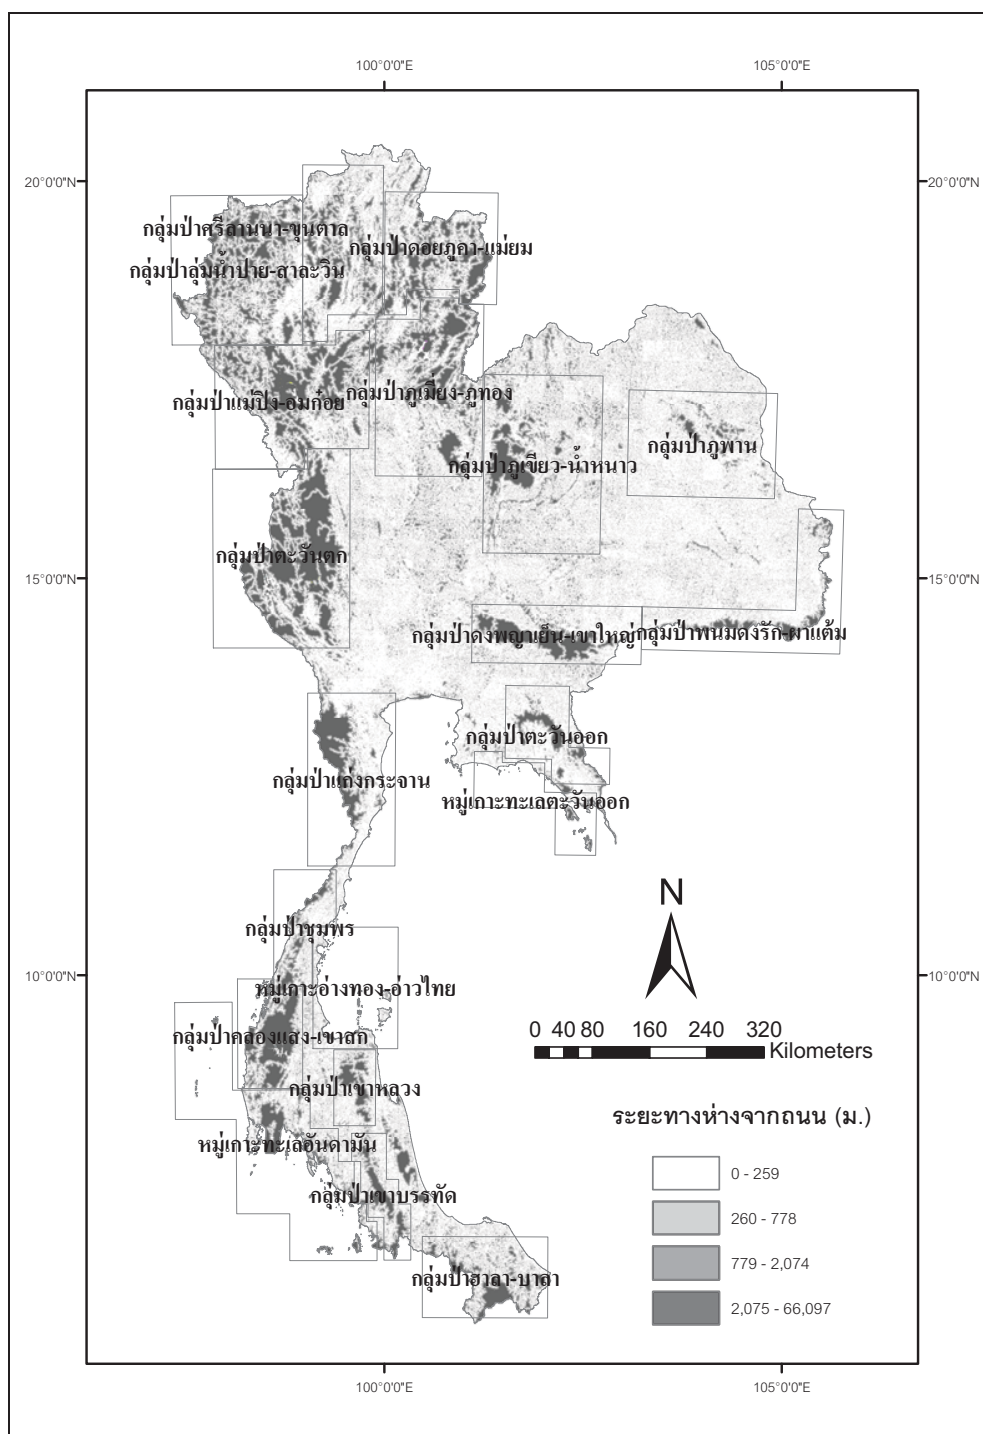 100°0'0"E
105°0'0"E
20°0'0"N
20°0'0"N
กลุ่มป่าศรีลานนา-ขุนตาล
กลุ่มป่าดอยภูคา-แม่ยม
กลุ่มป่าลุ่มน้ำปาย-สาละวิน
กลุ่มป่าแม่ปิง-อมก๋อย
กลุ่มป่าภูเมี่ยง-ภูทอง
กลุ่มป่าภูพาน
กลุ่มป่าภูเขียว-น้ำหนาว
กลุ่มป่าตะวันตก
15°0'0"N
15°0'0"N
กลุ่มป่าดงพญาเย็น-เขาใหญ่
กลุ่มป่าพนมดงรัก-ผาแต้ม
กลุ่มป่าตะวันออก
กลุ่มป่าแก่งกระจาน
หมู่เกาะทะเลตะวันออก
N
กลุ่มป่าชุมพร
10°0'0"N
10°0'0"N
หมู่เกาะอ่างทอง-อ่าวไทย
กลุ่มป่าคลองแสง-เขาสก
0 40 80 160 240 320
Kilometers
กลุ่มป่าเขาหลวง
หมู่เกาะทะเลอันดามัน
กลุ่มป่าเขาบรรทัด
กลุ่มป่าฮาลา-บาลา
ระยะทางห่างจากถนน (ม.)
0 - 259
260 - 778
779 - 2,074
2,075 - 66,097
100°0'0"E
105°0'0"E